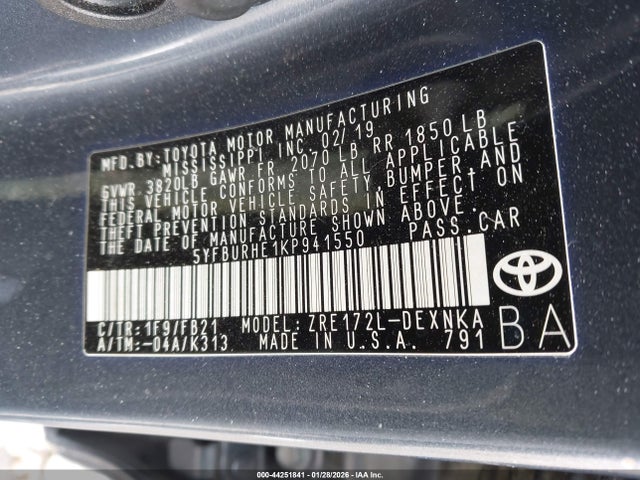 MFD. BY: TOYOTA MOTOR MANUFACTURING
MISSISSIPPI INC. 02/19
GVWR 3820LB GAWR FR 2070 LB RR 1850 LB
THIS VEHICLE CONFORMS TO ALL APPLICABLE
FEDERAL MOTOR VEHICLE SAFETY, BUMPER, AND
THEFT PREVENTION STANDARDS IN EFFECT ON
THE DATE OF MANUFACTURE SHOWN ABOVE.
5YFBURHE1KP941550 PASS.CAR
C/TR: 1F9/FB21 MODEL: ZRE172L-DEXNKA
A/TM: -04A/K313 MADE IN U.S.A. 791
BA
000-44251841 | 01/28/2026 - IAA Inc.